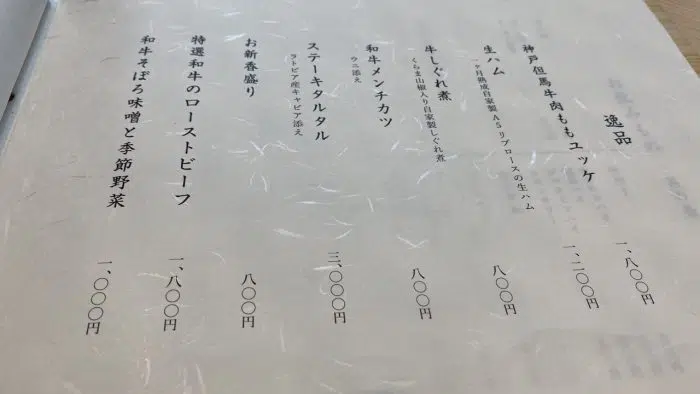 逸品
神戸但馬牛肉ももユッケ
一、八〇〇円
生ハム
一ヶ月熟成自家製A5リブロースの生ハム
一、二〇〇円
牛しぐれ煮
くらま山椒入り自家製しぐれ煮
八〇〇円
和牛メンチカツ
ウニ添え
八〇〇円
ステーキタルタル
ラトビア産キャビア添え
三、〇〇〇円
お新香盛り
八〇〇円
特選和牛のローストビーフ
一、八〇〇円
和牛そぼろ味噌と季節野菜
一、〇〇〇円